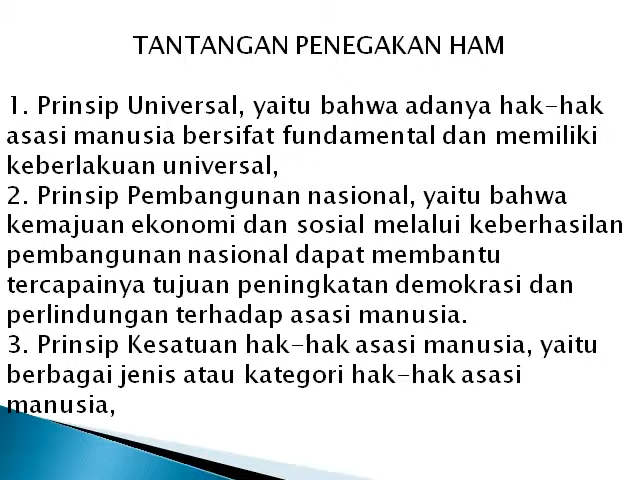 TANTANGAN PENEGAKAN HAM
1. Prinsip Universal, yaitu bahwa adanya hak-hak
asasi manusia bersifat fundamental dan memiliki
keberlakuan universal,
2. Prinsip Pembangunan nasional, yaitu bahwa
kemajuan ekonomi dan sosial melalui keberhasilan
pembangunan nasional dapat membantu
tercapainya tujuan peningkatan demokrasi dan
perlindungan terhadap asasi manusia.
3. Prinsip Kesatuan hak-hak asasi manusia, yaitu
berbagai jenis atau kategori hak-hak asasi
manusia,